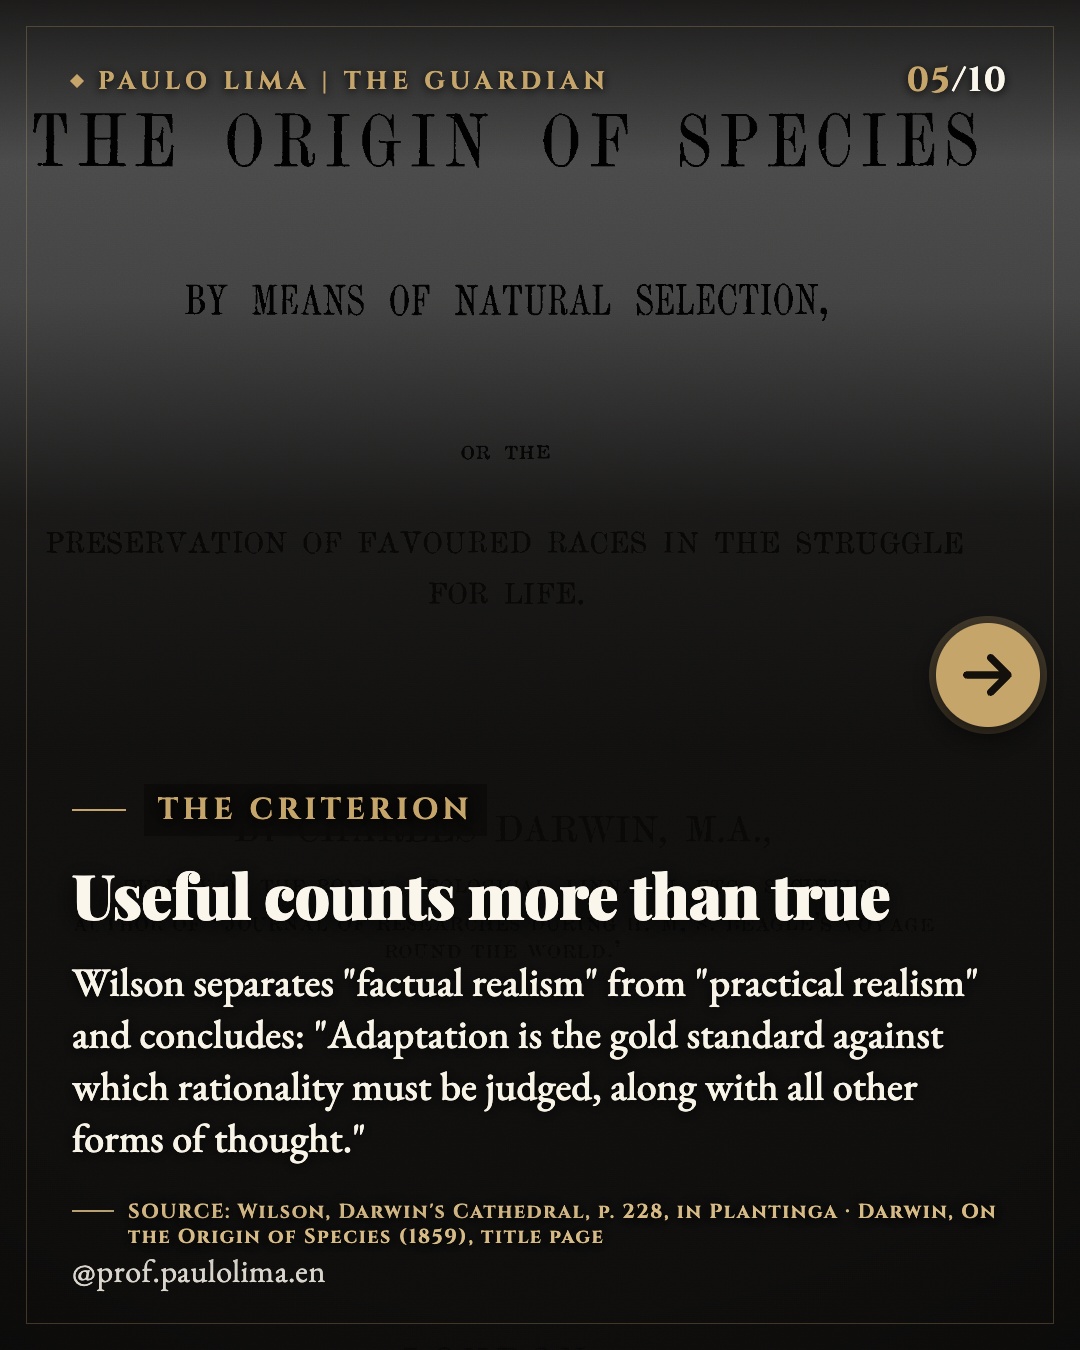 PAULO LIMA | THE GUARDIAN
05/10
THE ORIGIN OF SPECIES
BY MEANS OF NATURAL SELECTION,
OR THE
PRESERVATION OF FAVOURED RACES IN THE STRUGGLE
FOR LIFE.
THE CRITERION
BY CHARLES DARWIN, M.A.,
Useful counts more than true
ROUND THE WORLD.'
Wilson separates "factual realism" from "practical realism"
and concludes: "Adaptation is the gold standard against
which rationality must be judged, along with all other
forms of thought."
SOURCE: Wilson, Darwin's Cathedral, p. 228, in Plantinga · Darwin, On
the Origin of Species (1859), title page
@prof.paulolima.en